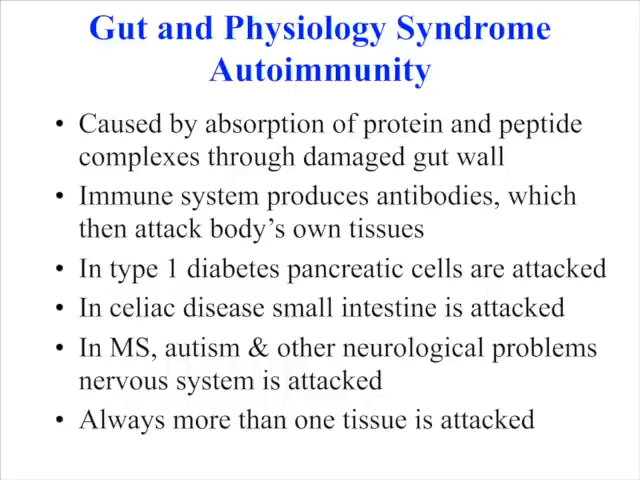 Gut and Physiology Syndrome
Autoimmunity
• Caused by absorption of protein and peptide
complexes through damaged gut wall
• Immune system produces antibodies, which
then attack body's own tissues
• In type 1 diabetes pancreatic cells are attacked
• In celiac disease small intestine is attacked
• In MS, autism & other neurological problems
nervous system is attacked
• Always more than one tissue is attacked